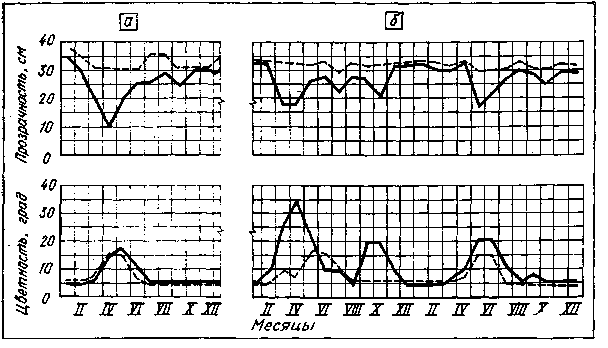 а б
Прозрачность, см
40
30
20
10
0
Цветность, град
40
30
20
10
0
II IV VI VIII X XII II IV VI VIII X XII II IV VI VIII X XII
Месяцы